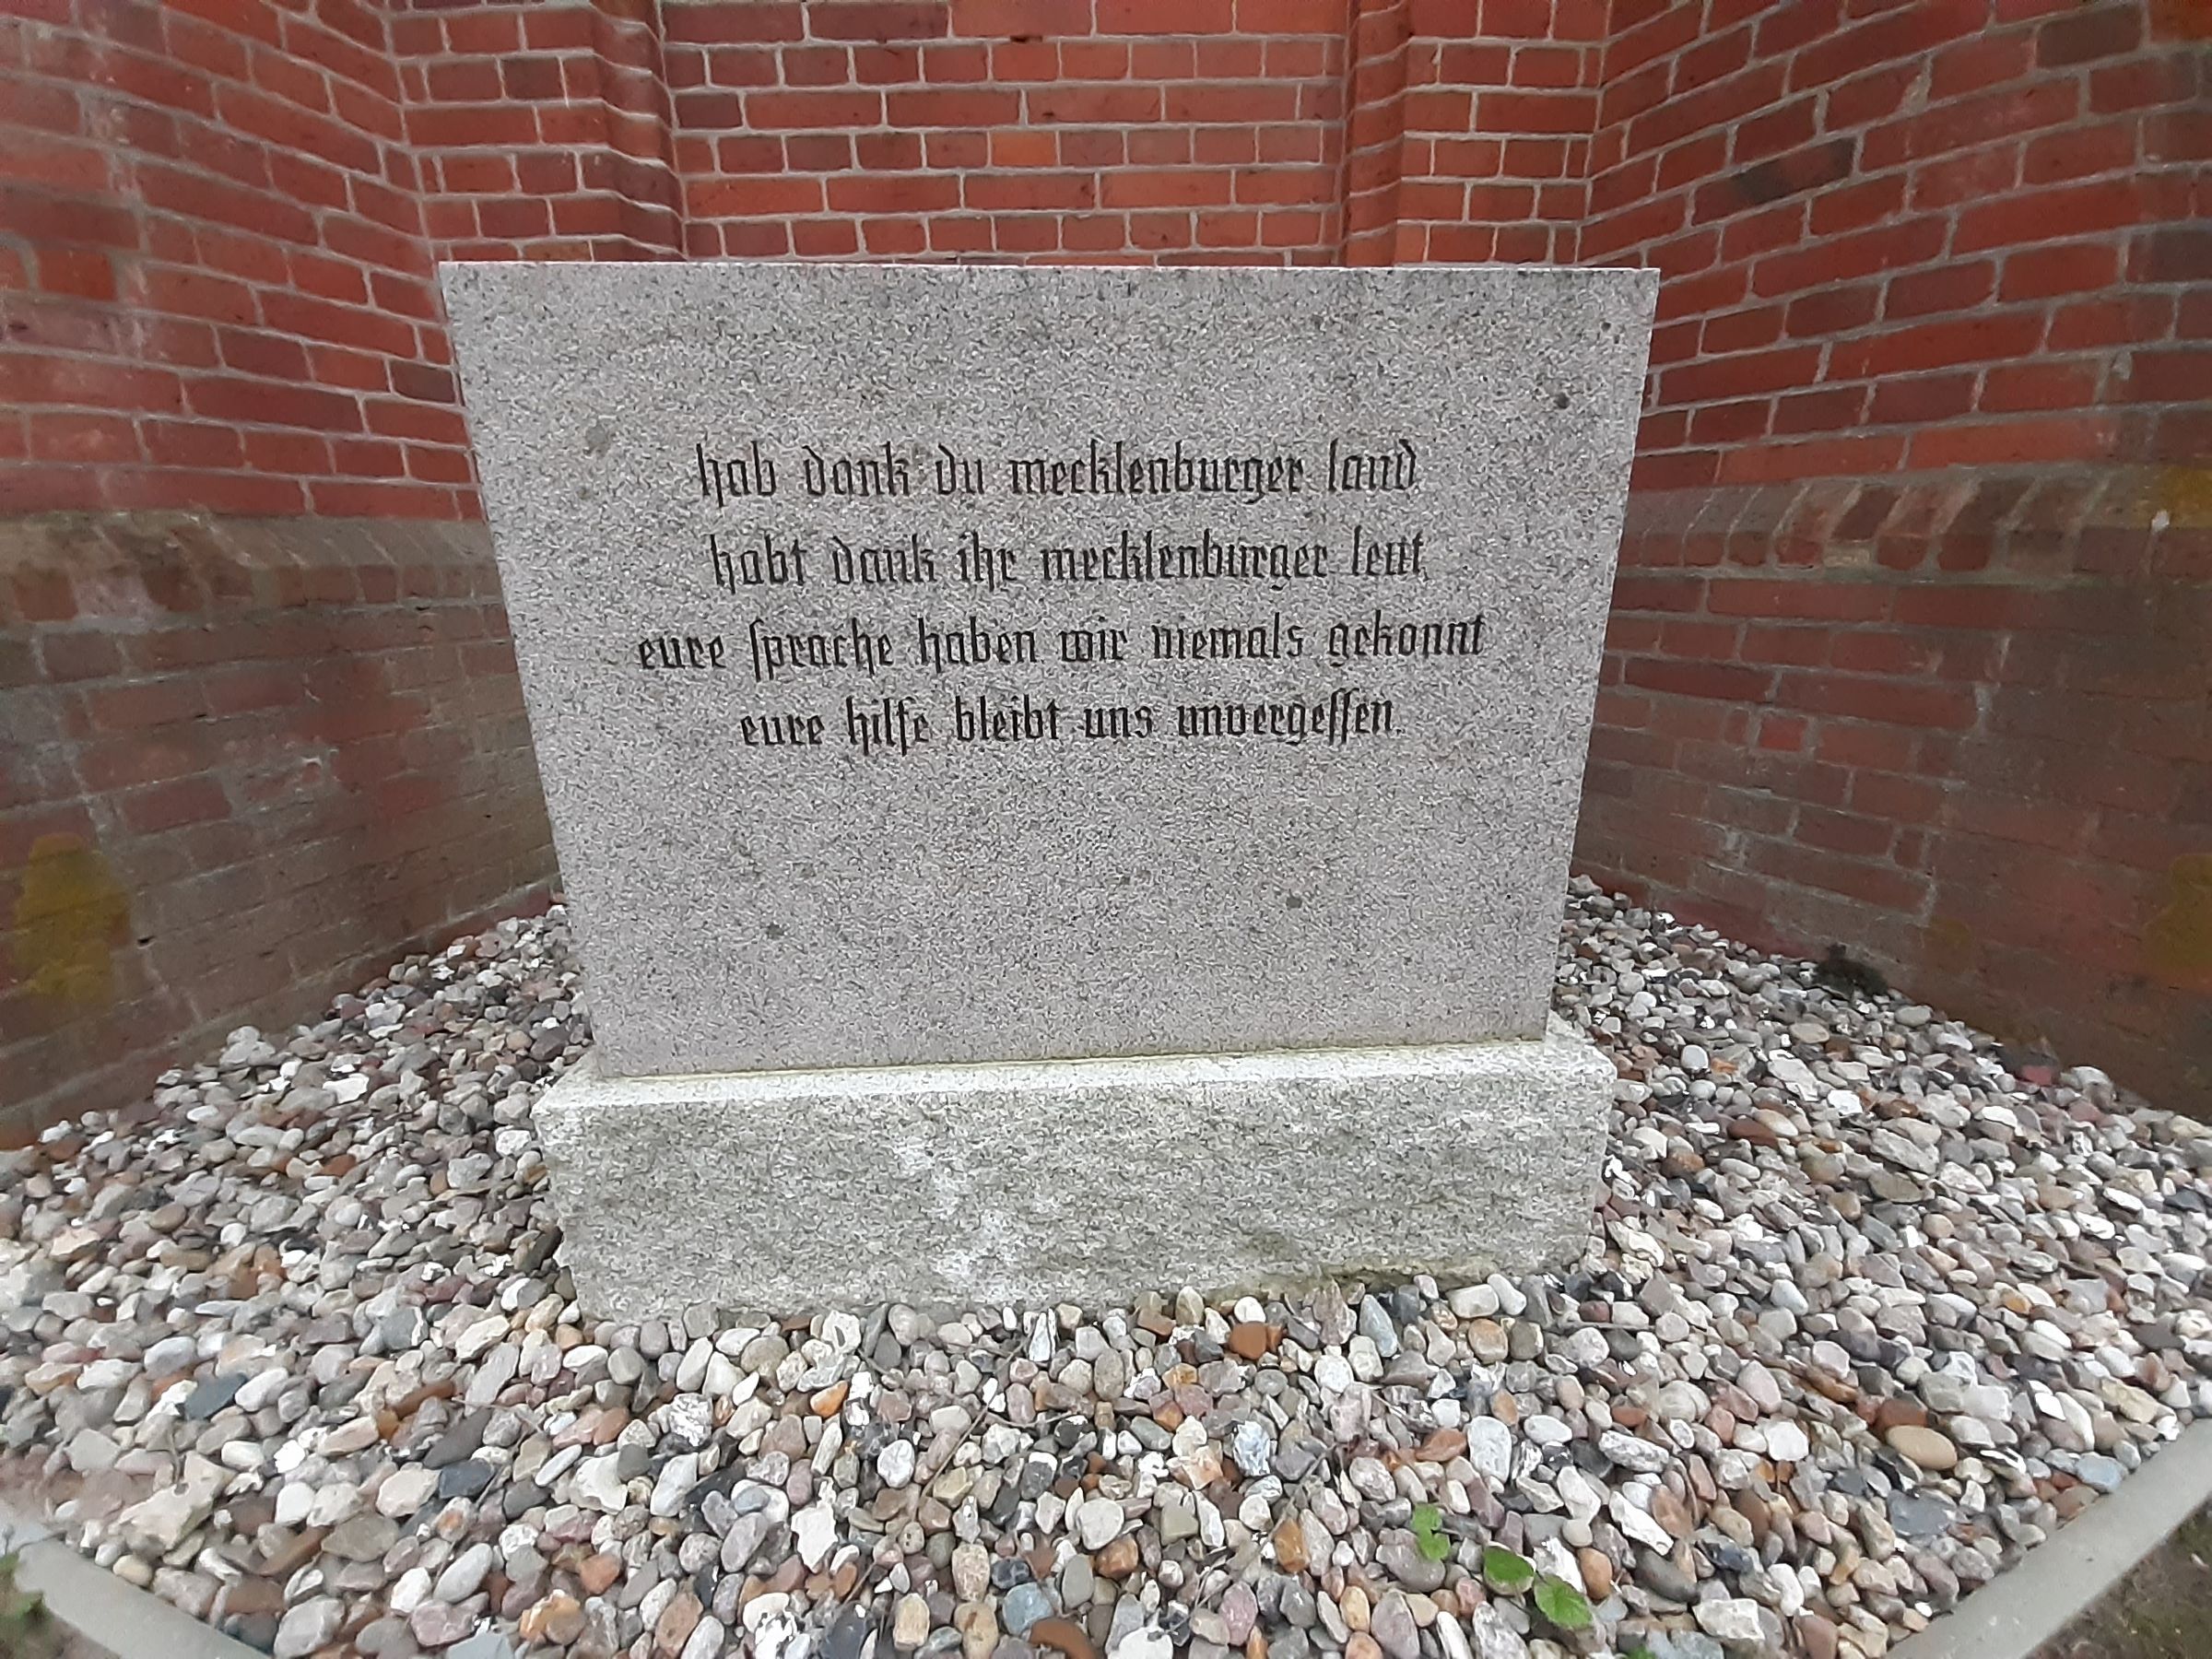 hab dank du mecklenburger land
habt dank ihr mecklenburger leut,
eure sprache haben wir niemals gekonnt
eure hilfe bleibt uns unvergessen.